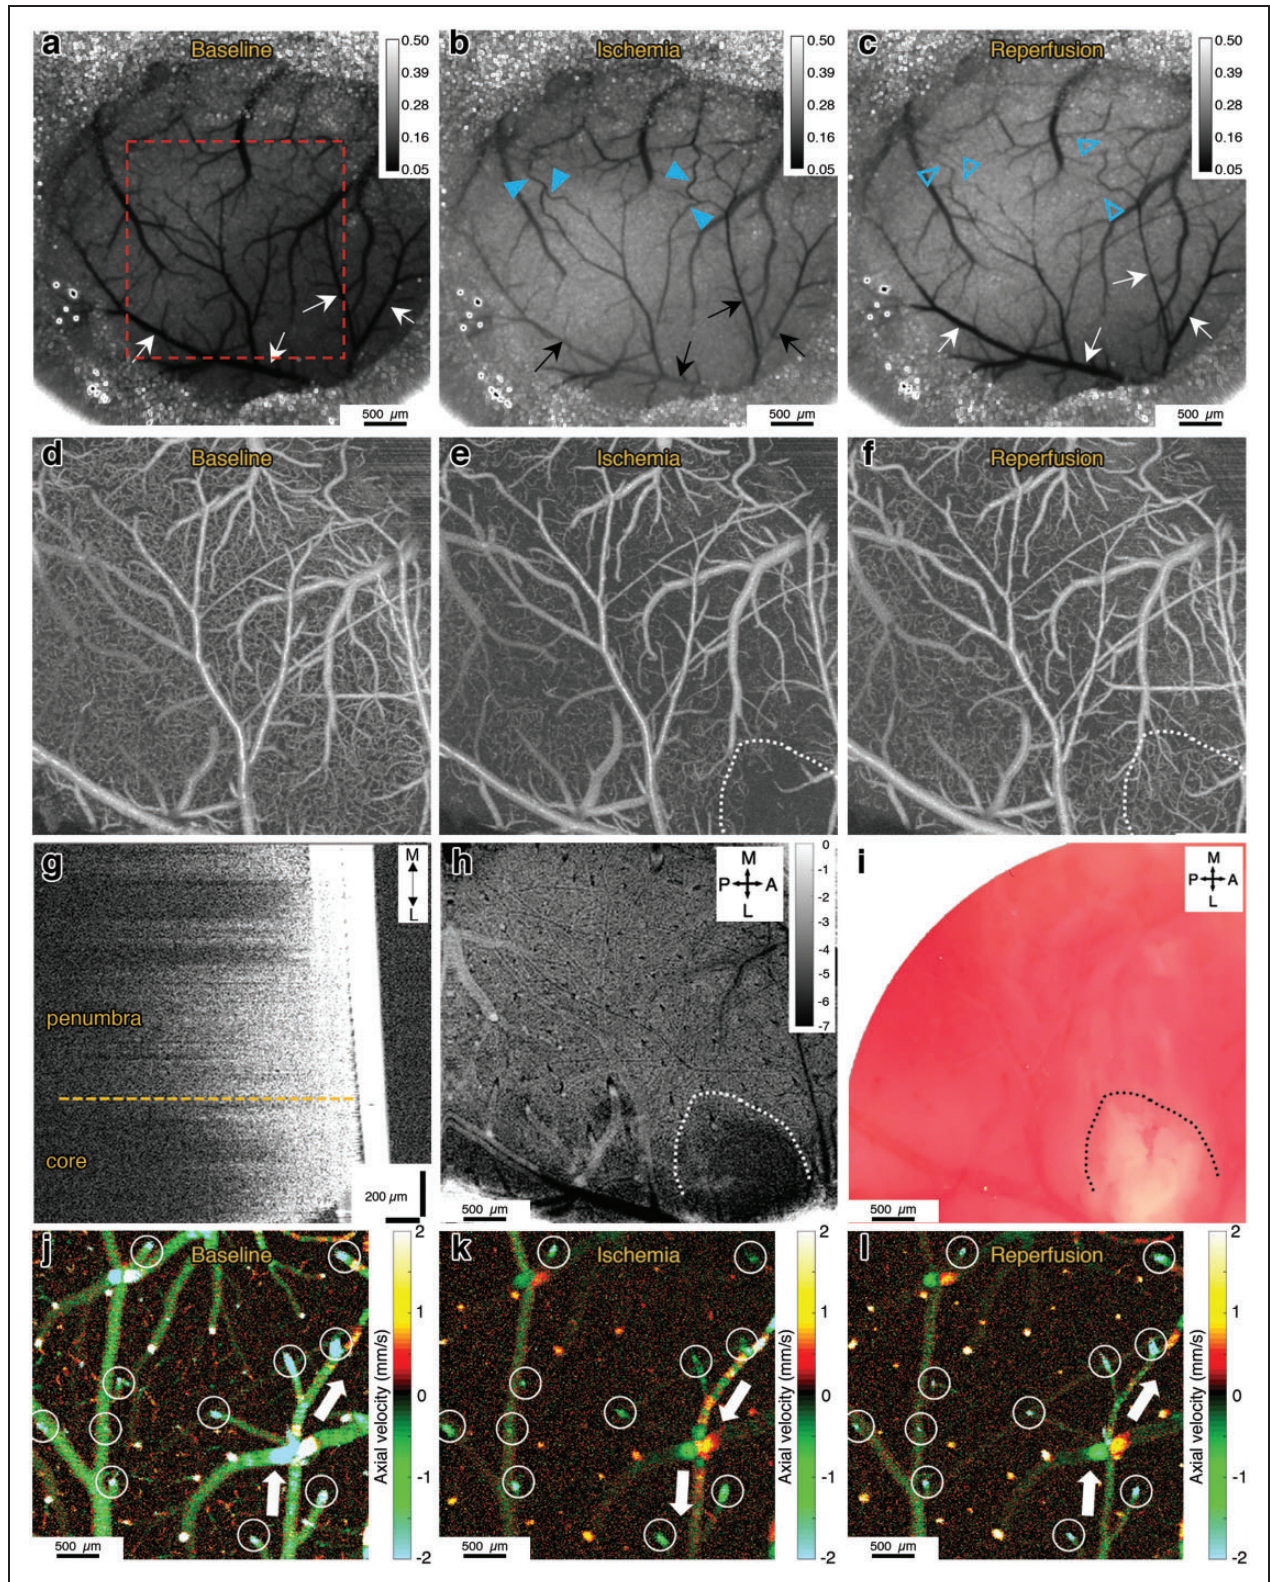 a Baseline
0.50
0.39
0.28
0.16
0.05
500 µm
b Ischemia
0.50
0.39
0.28
0.16
0.05
500 µm
c Reperfusion
0.50
0.39
0.28
0.16
0.05
500 µm
d Baseline
e Ischemia
f Reperfusion
g
M
L
penumbra
core
200 µm
h
M
P A
L
0
-1
-2
-3
-4
-5
-6
-7
500 µm
i
M
P A
L
500 µm
j Baseline
2
1
0
-1
-2
Axial velocity (mm/s)
500 µm
k Ischemia
2
1
0
-1
-2
Axial velocity (mm/s)
500 µm
l Reperfusion
2
1
0
-1
-2
Axial velocity (mm/s)
500 µm